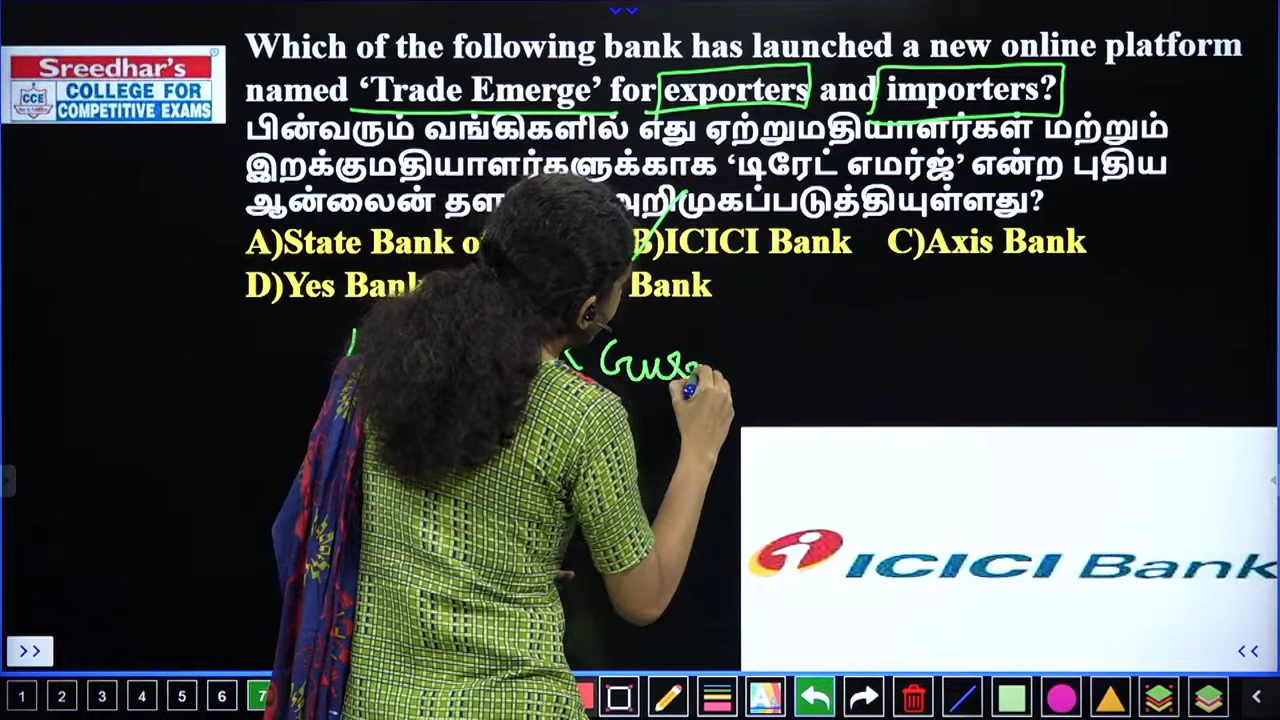 Sreedhar's
CCE
COLLEGE FOR
COMPETITIVE EXAMS
Which of the following bank has launched a new online platform
named ‘Trade Emerge’ for exporters and importers?
பின்வரும் வங்கிகளில் எது ஏற்றுமதியாளர்கள் மற்றும்
இறக்குமதியாளர்களுக்காக ‘டிரேட் எமர்ஜ்’ என்ற புதிய
ஆன்லைன் அறிமுகப்படுத்தியுள்ளது?
A)State Bank B)ICICI Bank C)Axis Bank
D)Yes Bank Bank
ICICI Bank
>> <<
1 2 3 4 5 6 7
A